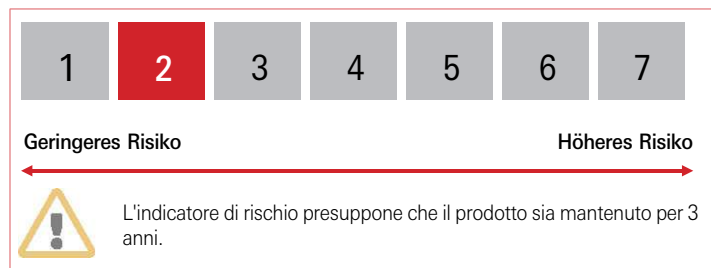 1 2 3 4 5 6 7
Geringeres Risiko Höheres Risiko
L'indicatore di rischio presuppone che il prodotto sia mantenuto per 3
anni.